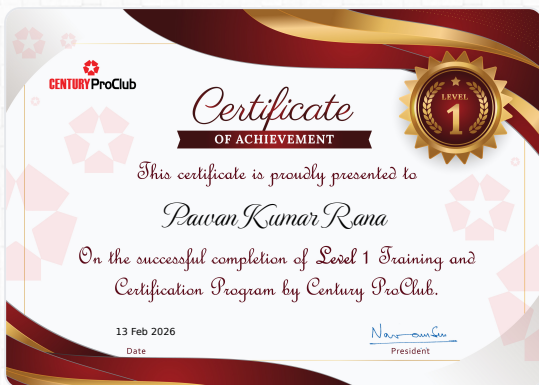 CENTURY ProClub
LEVEL
1
Certificate
OF ACHIEVEMENT
This certificate is proudly presented to
Pawan Kumar Rana
On the successful completion of Level 1 Training and
Certification Program by Century ProClub.
13 Feb 2026
Date
President